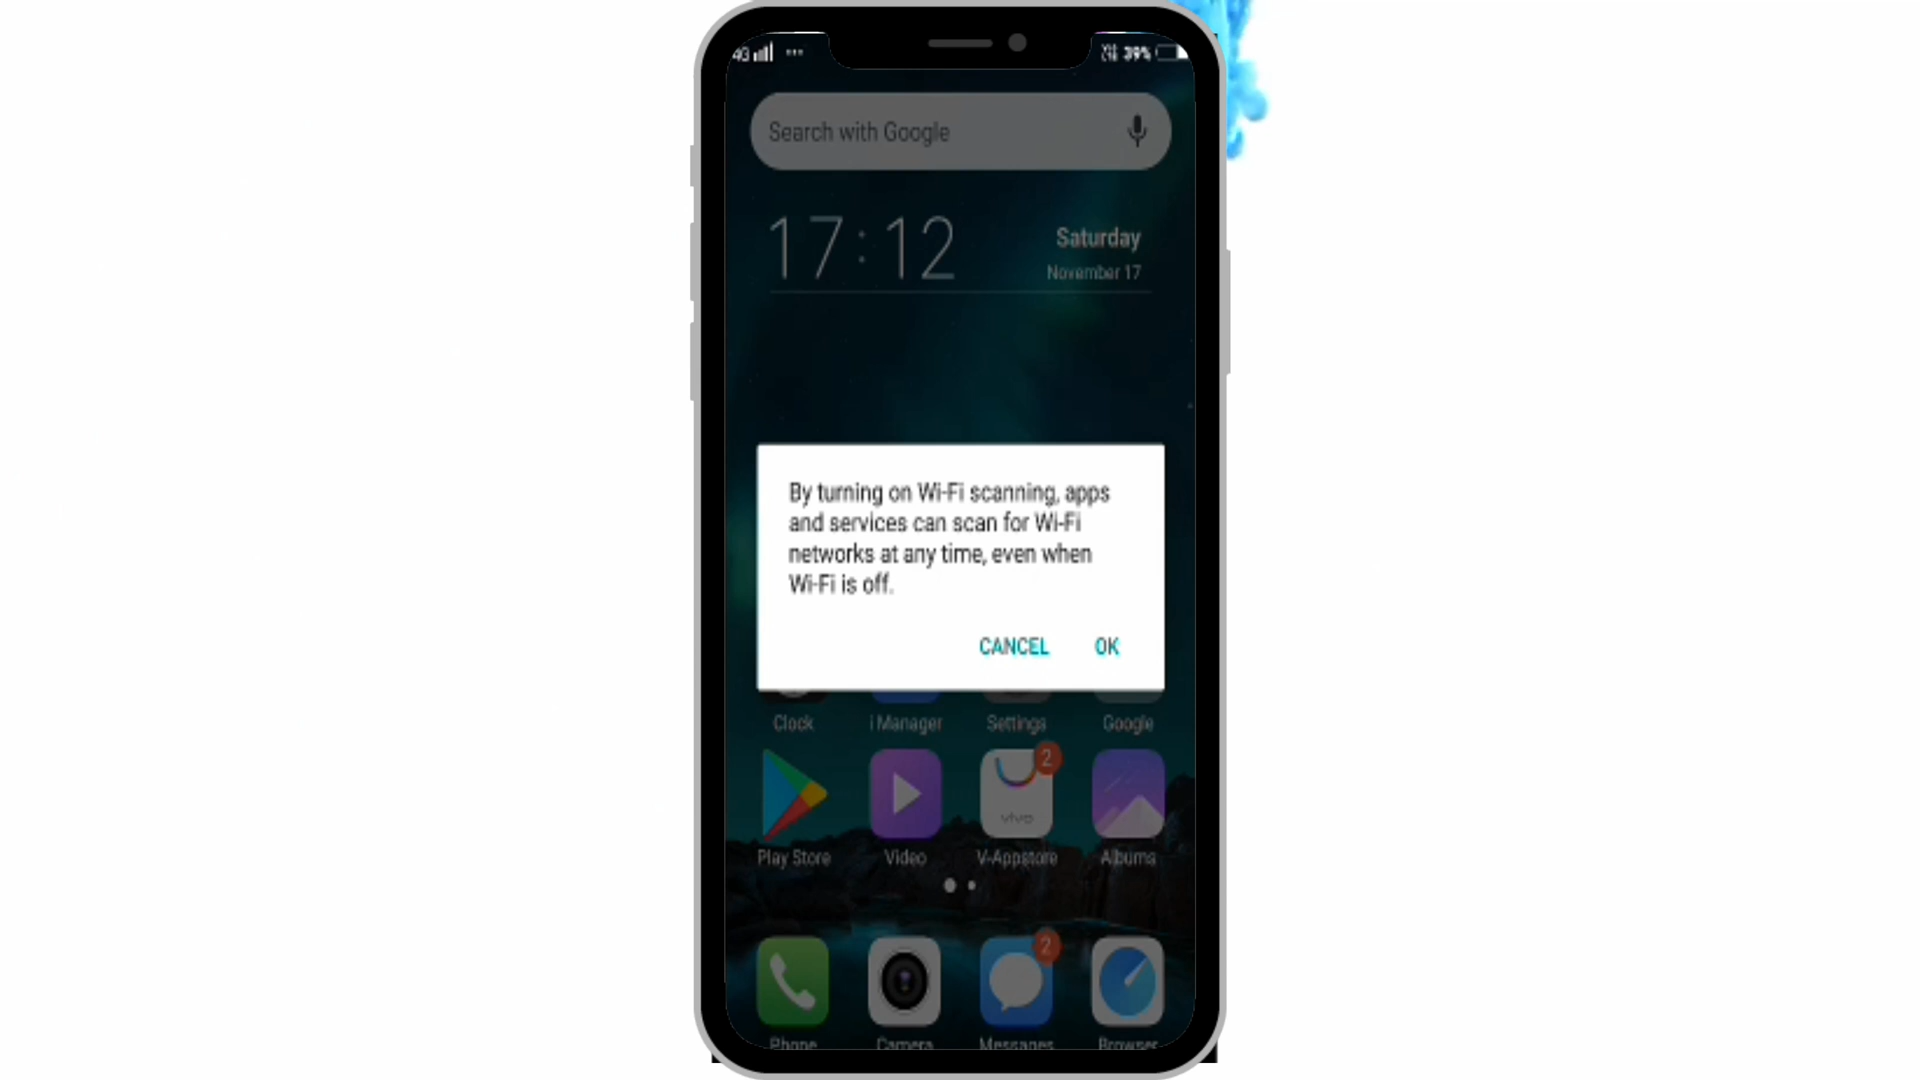 4G ... 39%
Search with Google
17:12
Saturday
November 17
By turning on Wi-Fi scanning, apps
and services can scan for Wi-Fi
networks at any time, even when
Wi-Fi is off.
CANCEL OK
Clock i Manager Settings Google
2
vivo
Play Store Video V-Appstore Albums
2
Phone Camera Messages Browser